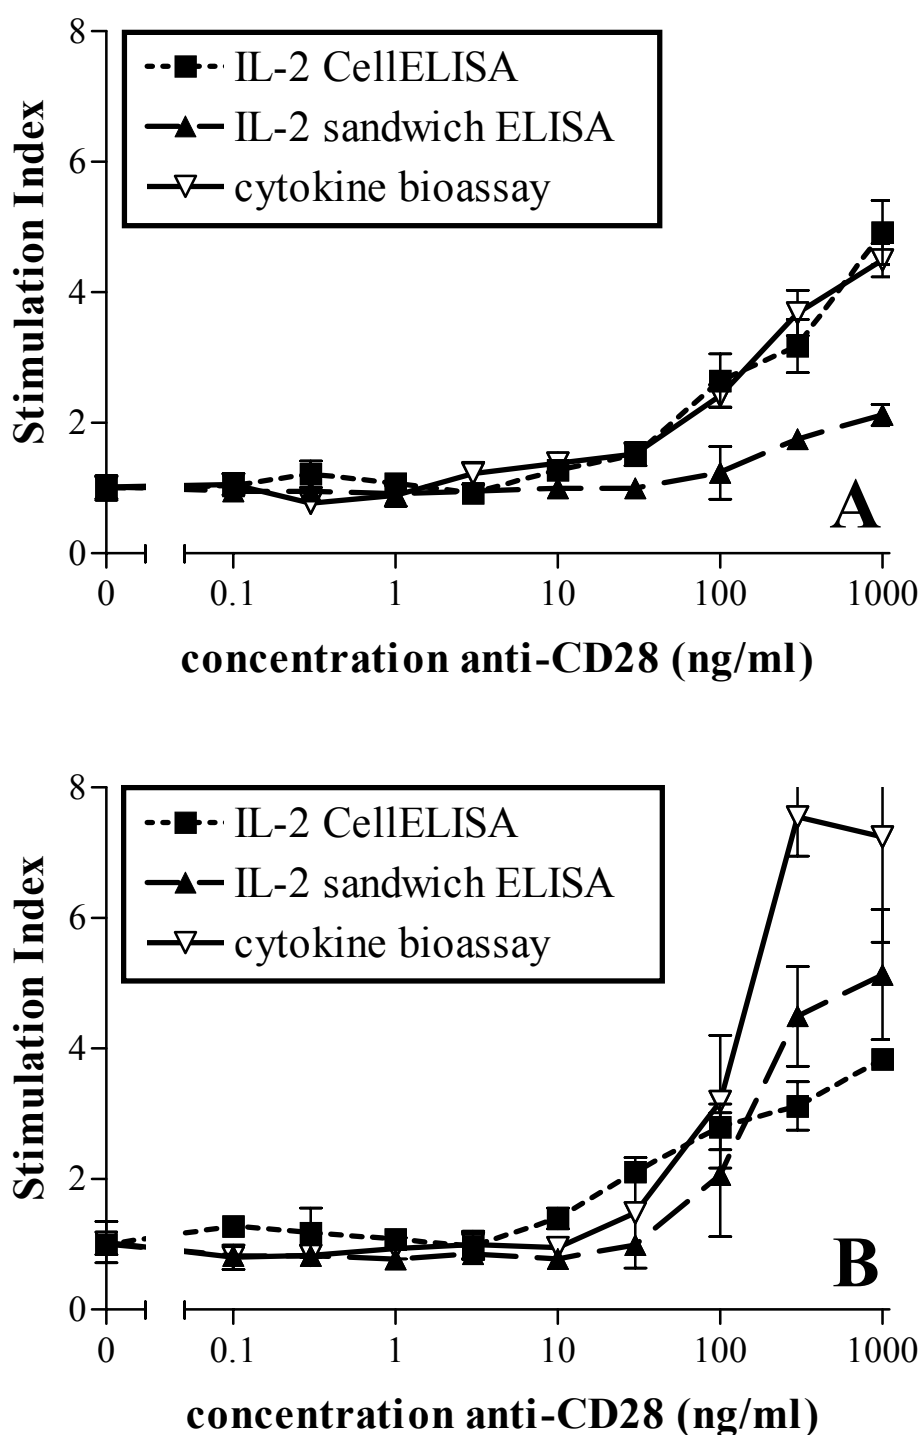 8
IL-2 CellELISA
IL-2 sandwich ELISA
cytokine bioassay
6
4
2
0
Stimulation Index
A
0 0.1 1 10 100 1000
concentration anti-CD28 (ng/ml)
8
IL-2 CellELISA
IL-2 sandwich ELISA
cytokine bioassay
6
4
2
0
Stimulation Index
B
0 0.1 1 10 100 1000
concentration anti-CD28 (ng/ml)